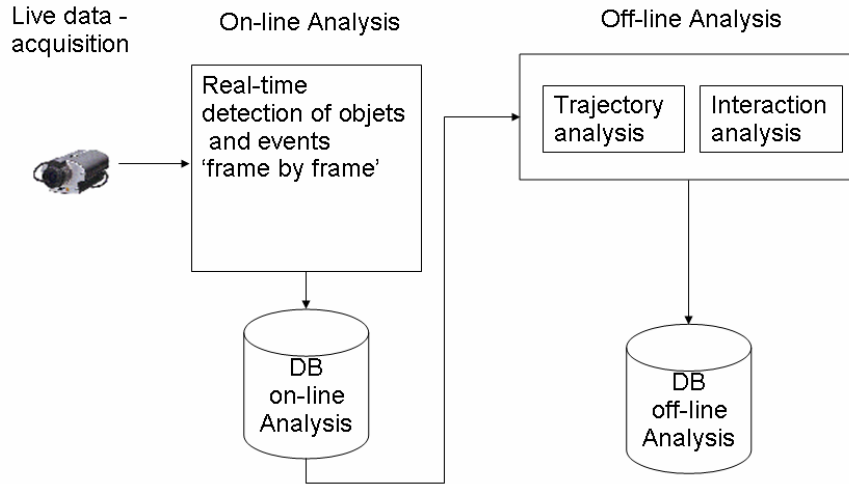 Live data -
acquisition
On-line Analysis
Off-line Analysis
Real-time
detection of objets
and events
‘frame by frame’
Trajectory
analysis
Interaction
analysis
DB
on-line
Analysis
DB
off-line
Analysis